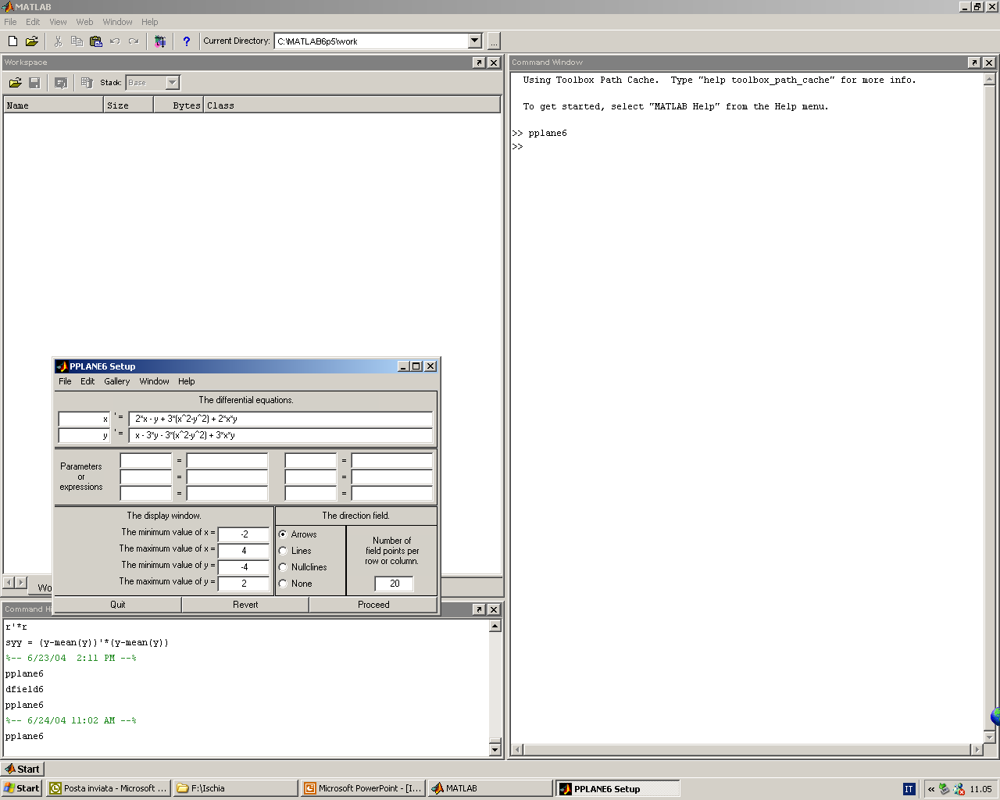 MATLAB
File Edit View Web Window Help
Current Directory: C:\MATLAB6p5\work ...
Workspace
Stack: Base
Name Size Bytes Class
Command Window
Using Toolbox Path Cache. Type "help toolbox_path_cache" for more info.
To get started, select "MATLAB Help" from the Help menu.
>> pplane6
>>
PPLANE6 Setup
File Edit Gallery Window Help
The differential equations.
x ' = 2*x - y + 3*(x^2-y^2) + 2*x*y
y ' = x - 3*y - 3*(x^2-y^2) + 3*x*y
Parameters
or
expressions
= =
= =
= =
The display window.
The minimum value of x = -2
The maximum value of x = 4
The minimum value of y = -4
The maximum value of y = 2
The direction field.
Arrows
Lines
Nullclines
None
Number of
field points per
row or column.
20
Quit Revert Proceed
Wo
Command Hi
r'*r
syy = (y-mean(y))'*(y-mean(y))
%-- 6/23/04 2:11 PM --%
pplane6
dfield6
pplane6
%-- 6/24/04 11:02 AM --%
pplane6
Start
Start Posta inviata - Microsoft ... F:\Ischia Microsoft PowerPoint - [I... MATLAB PPLANE6 Setup IT « 11.05